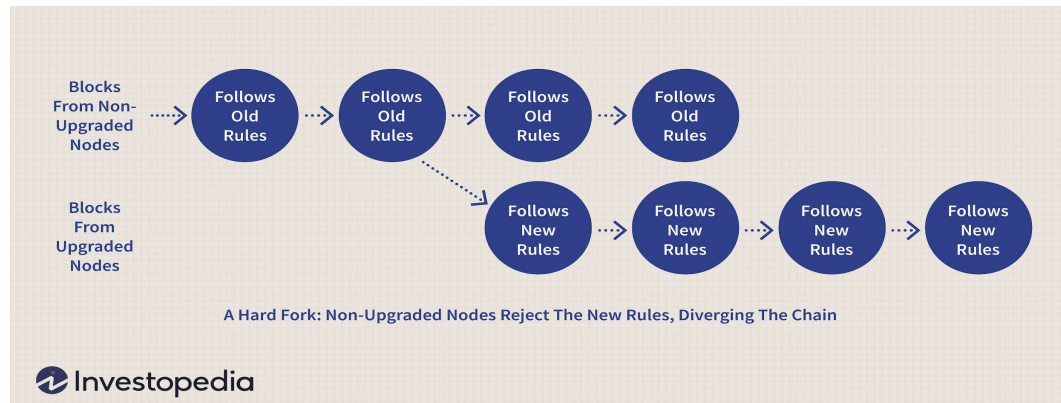 Blocks
From Non-
Upgraded
Nodes
Follows
Old
Rules
Follows
Old
Rules
Follows
Old
Rules
Follows
Old
Rules
Blocks
From
Upgraded
Nodes
Follows
New
Rules
Follows
New
Rules
Follows
New
Rules
Follows
New
Rules
A Hard Fork: Non-Upgraded Nodes Reject The New Rules, Diverging The Chain
Investopedia